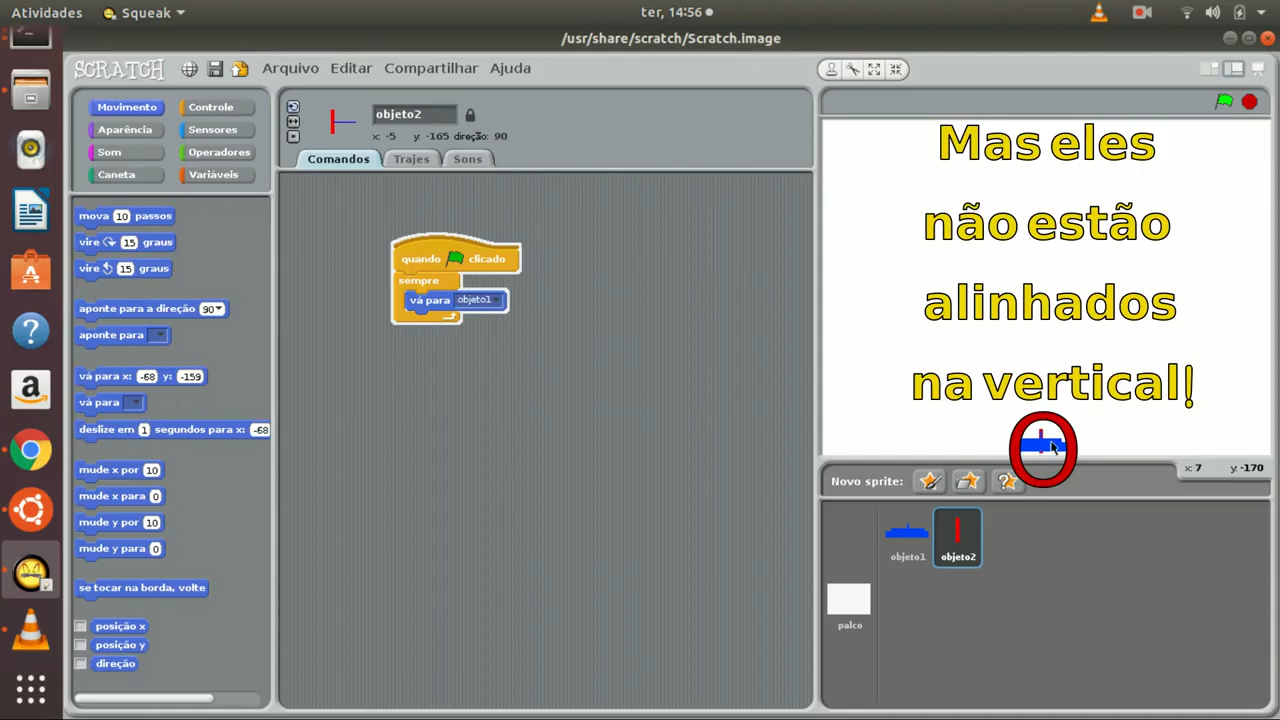 Atividades
Squeak
ter, 14:56
/usr/share/scratch/Scratch.image
SCRATCH
Arquivo
Editar
Compartilhar
Ajuda
Movimento
Controle
Aparência
Sensores
Som
Operadores
Caneta
Variáveis
objeto2
x: -5 y: -165 direção: 90
Comandos
Trajes
Sons
mova 10 passos
vire 15 graus
vire 15 graus
aponte para a direção 90
aponte para
vá para x: -68 y: -159
vá para
deslize em 1 segundos para x: -68
mude x por 10
mude x para 0
mude y por 10
mude y para 0
se tocar na borda, volte
posição x
posição y
direção
quando clicado
sempre
vá para objeto1
Mas eles
não estão
alinhados
na vertical!
x: 7 y: -170
Novo sprite:
objeto1
objeto2
palco